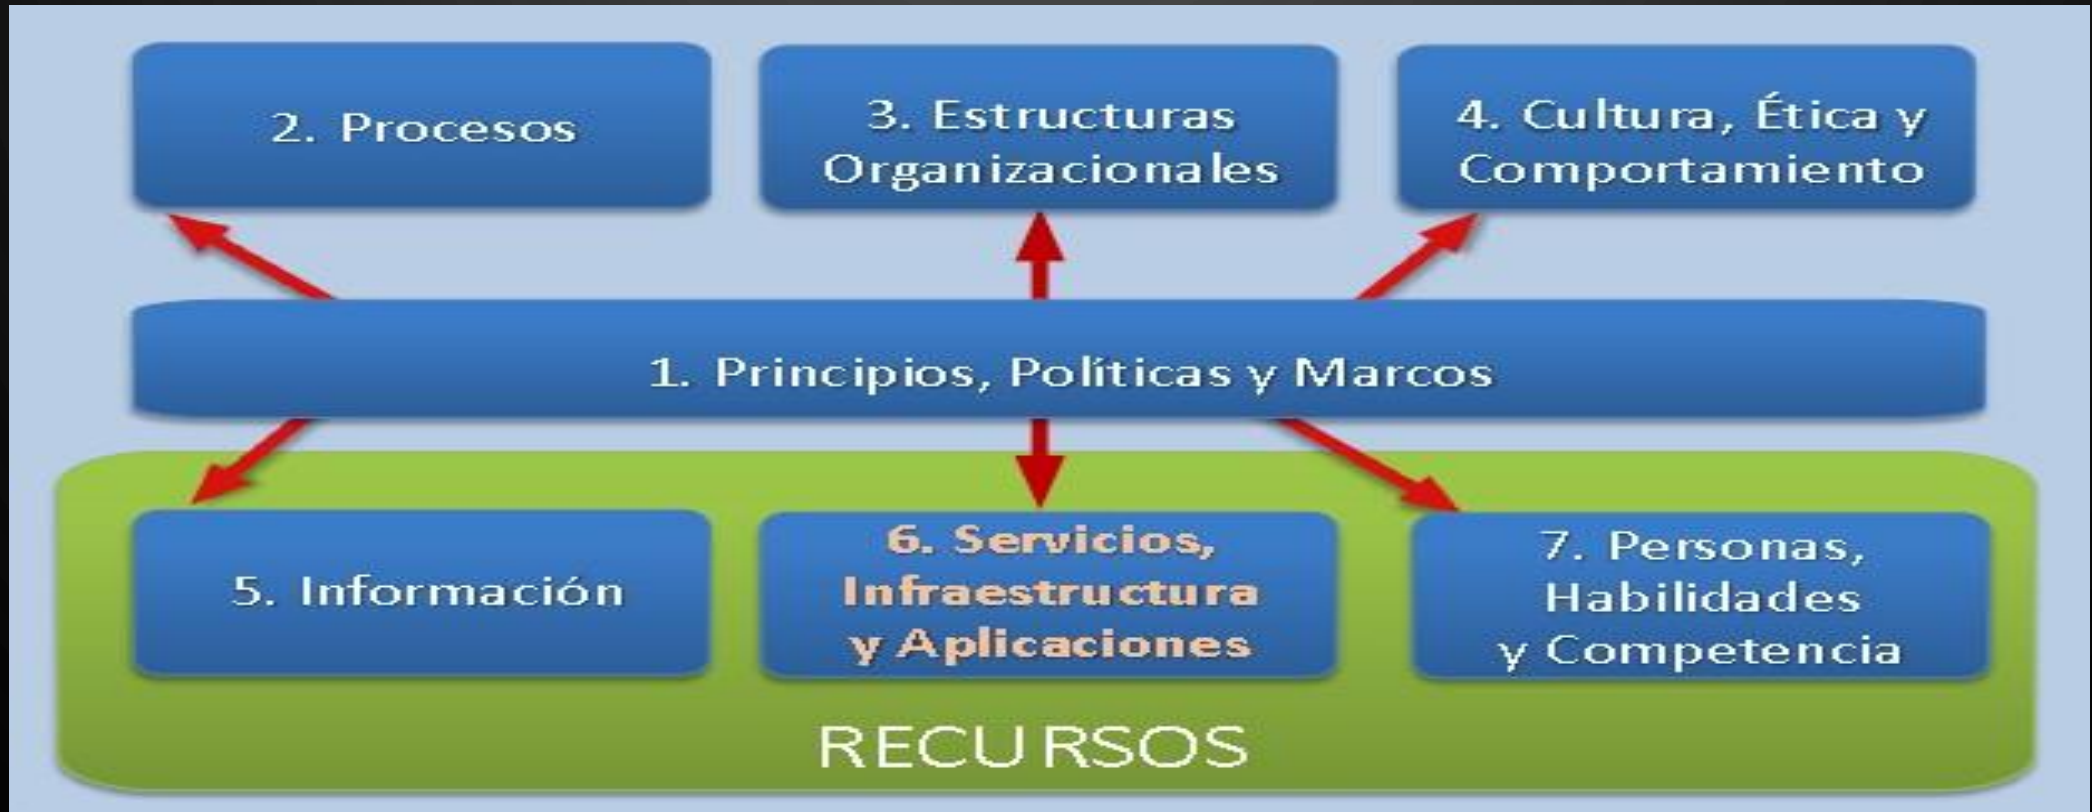 2. Procesos
3. Estructuras
Organizacionales
4. Cultura, Ética y
Comportamiento
1. Principios, Políticas y Marcos
5. Información
6. Servicios,
Infraestructura
y Aplicaciones
7. Personas,
Habilidades
y Competencia
RECURSOS